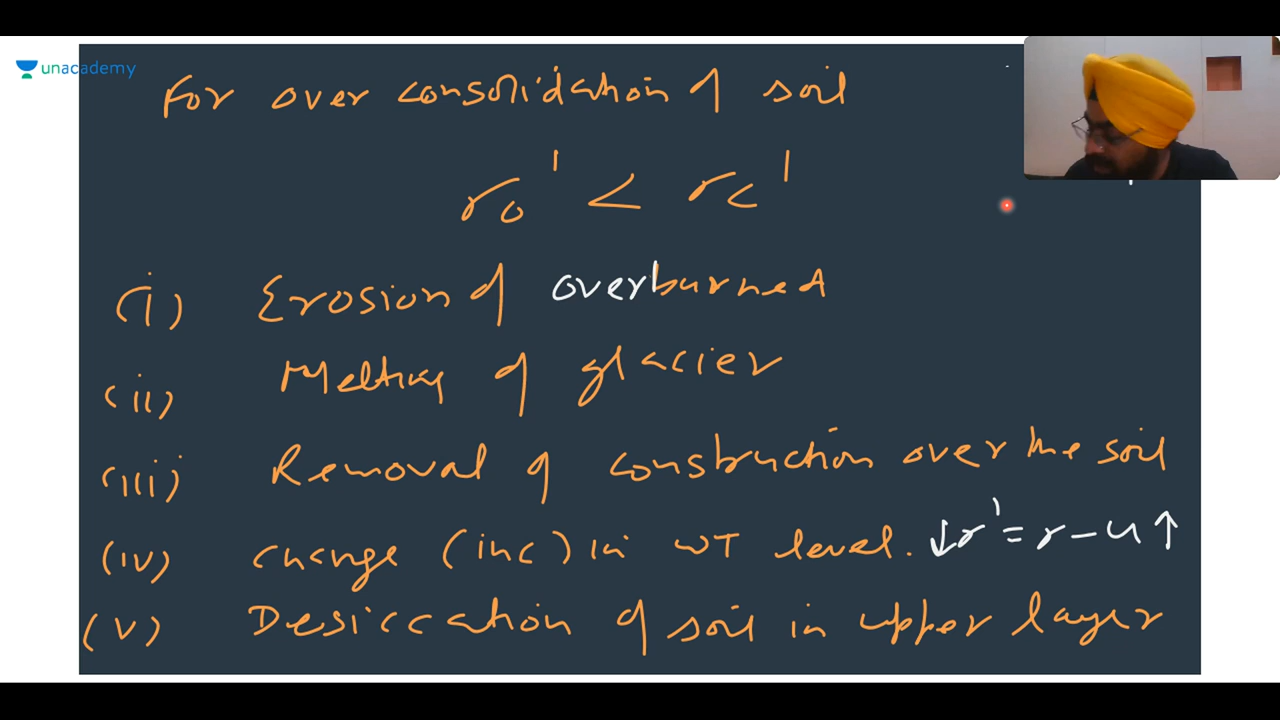 unacademy
For over consolidation of soil
σ0' < σc'
(i) Erosion of overburned
(ii) Melting of glacier
(iii) Removal of construction over the soil
(iv) change (inc) in WT level. ↓σ' = σ - u↑
(v) Desiccation of soil in upper layer